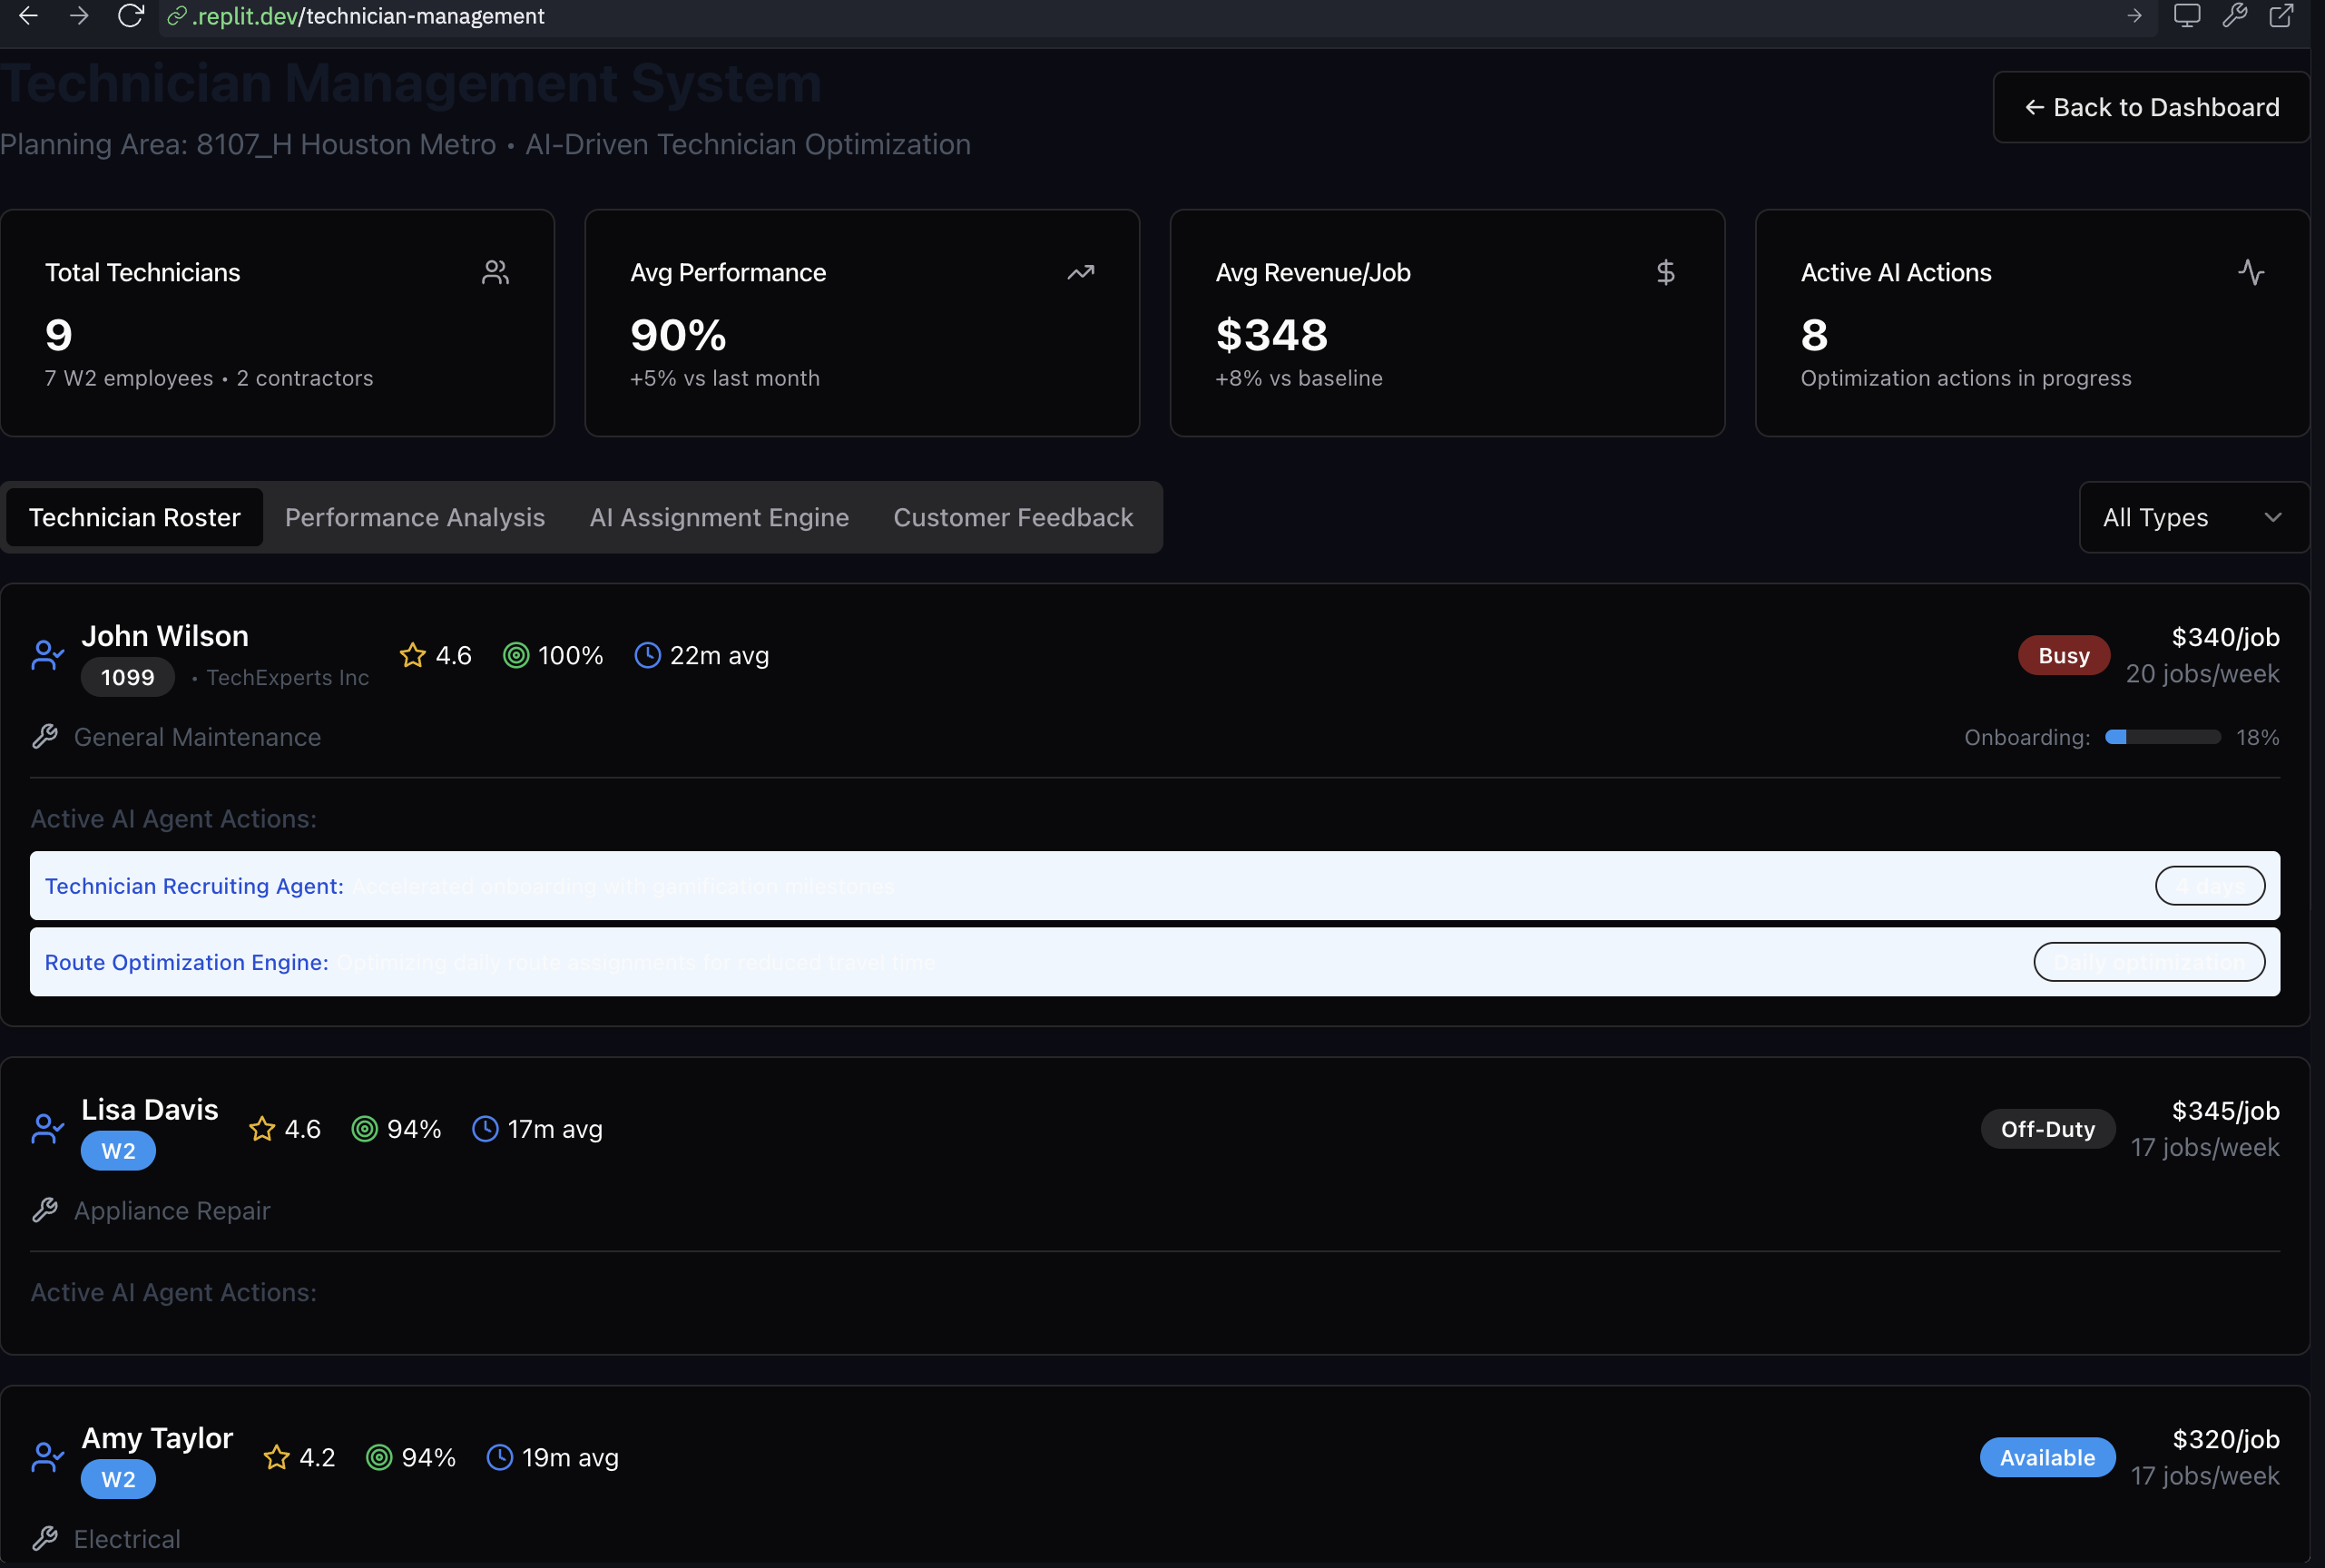 .replit.dev/technician-management
Technician Management System
← Back to Dashboard
Planning Area: 8107_H Houston Metro • AI-Driven Technician Optimization
Total Technicians
9
7 W2 employees • 2 contractors
Avg Performance
90%
+5% vs last month
Avg Revenue/Job
$348
+8% vs baseline
Active AI Actions
8
Optimization actions in progress
Technician Roster
Performance Analysis
AI Assignment Engine
Customer Feedback
All Types
John Wilson
1099 • TechExperts Inc
4.6
100%
22m avg
Busy
$340/job
20 jobs/week
General Maintenance
Onboarding: 18%
Active AI Agent Actions:
Technician Recruiting Agent: Accelerated onboarding with gamification milestones
4 days
Route Optimization Engine: Optimizing daily route assignments for reduced travel time
Daily optimization
Lisa Davis
W2
4.6
94%
17m avg
Off-Duty
$345/job
17 jobs/week
Appliance Repair
Active AI Agent Actions:
Amy Taylor
W2
4.2
94%
19m avg
Available
$320/job
17 jobs/week
Electrical